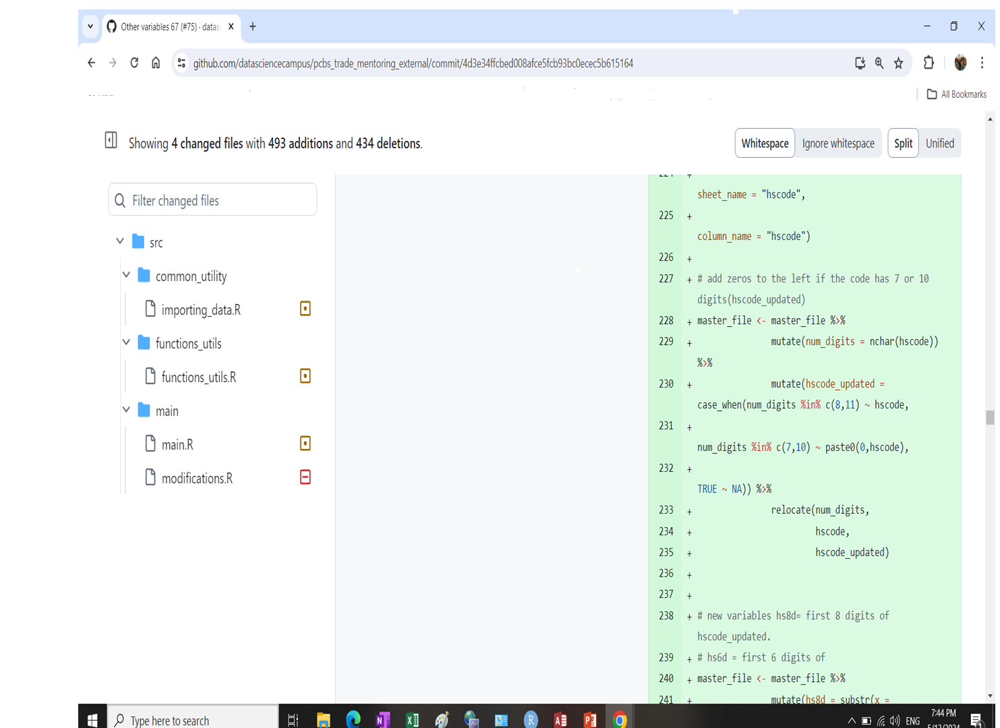 Other variables 67 (#75) · datas
github.com/datasciencecampus/pcbs_trade_mentoring_external/commit/4d3e34ffcbed008afce5fcb93bc0ecec5b615164
All Bookmarks
Showing 4 changed files with 493 additions and 434 deletions.
Whitespace Ignore whitespace Split Unified
Filter changed files
src
common_utility
importing_data.R
functions_utils
functions_utils.R
main
main.R
modifications.R
224 +
sheet_name = "hscode",
225 +
column_name = "hscode")
226 +
227 + # add zeros to the left if the code has 7 or 10
digits(hscode_updated)
228 + master_file <- master_file %>%
229 + mutate(num_digits = nchar(hscode))
%>%
230 + mutate(hscode_updated =
case_when(num_digits %in% c(8,11) ~ hscode,
231 +
num_digits %in% c(7,10) ~ paste0(0,hscode),
232 +
TRUE ~ NA)) %>%
233 + relocate(num_digits,
234 + hscode,
235 + hscode_updated)
236 +
237 +
238 + # new variables hs8d= first 8 digits of
hscode_updated.
239 + # hs6d = first 6 digits of
240 + master_file <- master_file %>%
241 + mutate(hs8d = substr(x =
Type here to search
ENG
7:44 PM
5/13/2024